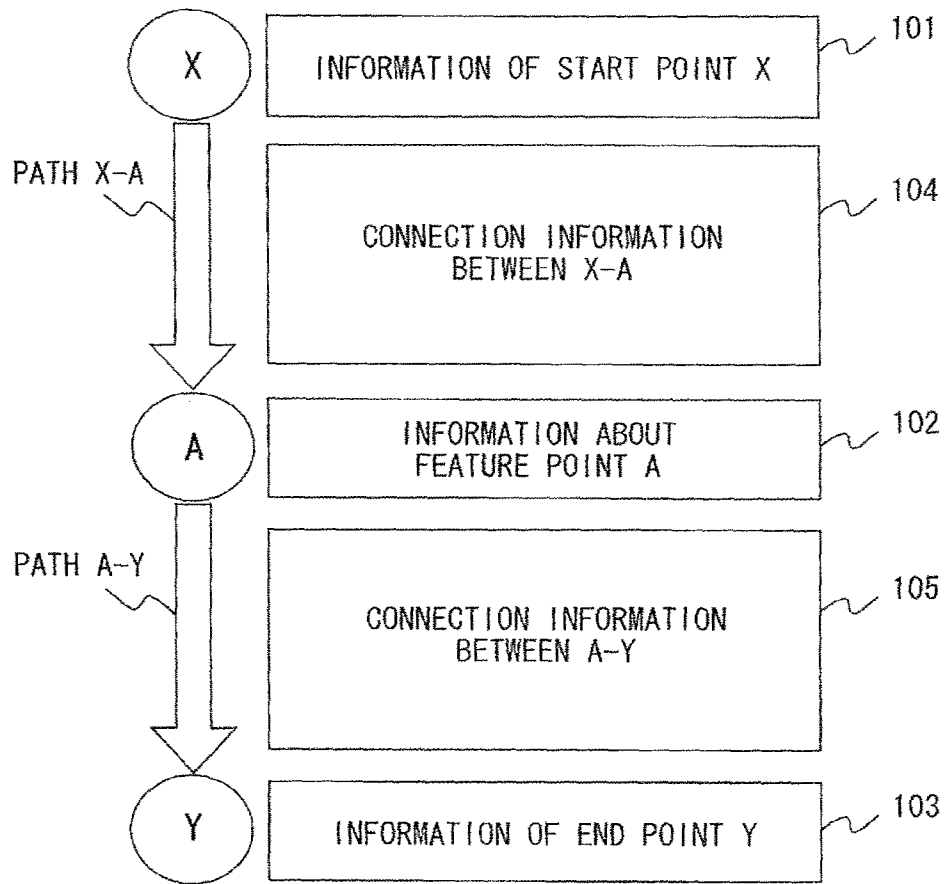 X
INFORMATION OF START POINT X
101
PATH X-A
CONNECTION INFORMATION
BETWEEN X-A
104
A
INFORMATION ABOUT
FEATURE POINT A
102
PATH A-Y
CONNECTION INFORMATION
BETWEEN A-Y
105
Y
INFORMATION OF END POINT Y
103